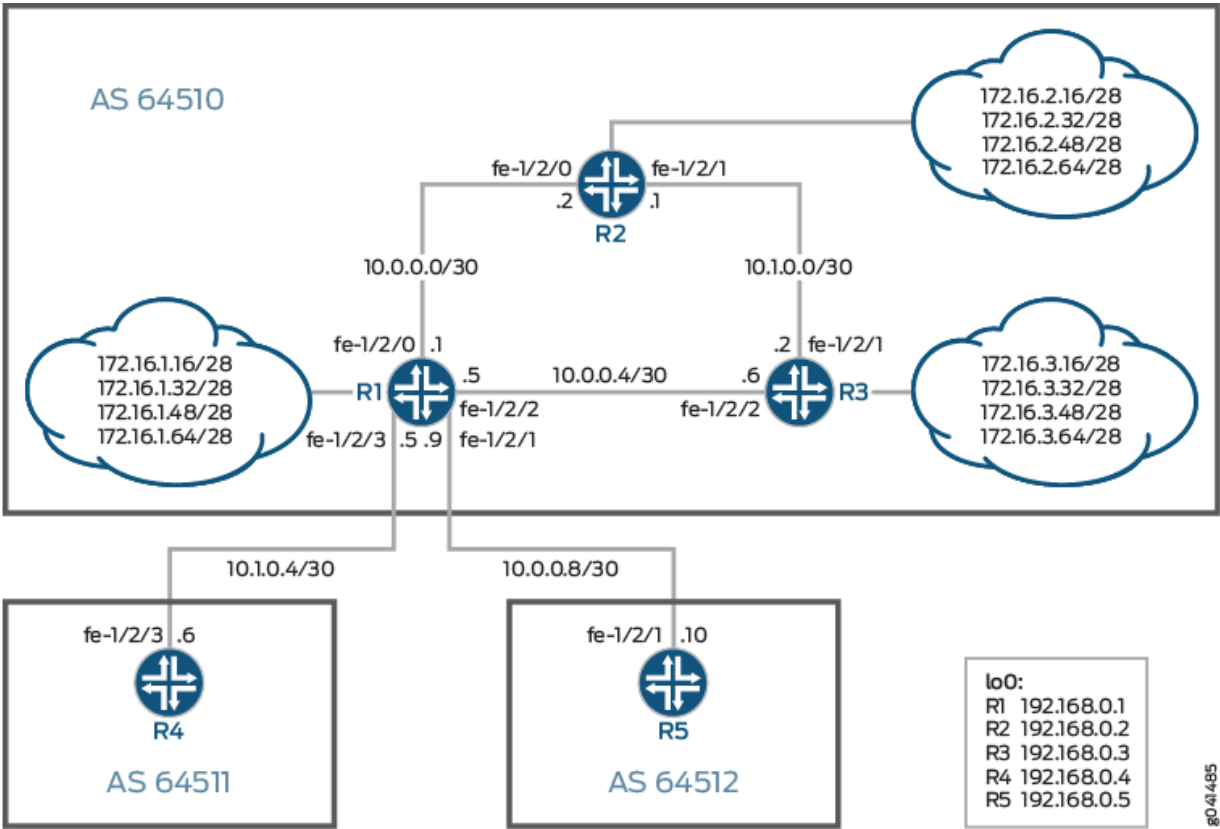 AS 64510
172.16.2.16/28
172.16.2.32/28
172.16.2.48/28
172.16.2.64/28
fe-1/2/0
fe-1/2/1
.2
.1
R2
10.0.0.0/30
10.1.0.0/30
172.16.1.16/28
172.16.1.32/28
172.16.1.48/28
172.16.1.64/28
fe-1/2/0 .1
R1
.5
fe-1/2/2
fe-1/2/3 .5 .9 fe-1/2/1
10.0.0.4/30
.2 fe-1/2/1
.6
fe-1/2/2
R3
172.16.3.16/28
172.16.3.32/28
172.16.3.48/28
172.16.3.64/28
10.1.0.4/30
10.0.0.8/30
fe-1/2/3 .6
R4
AS 64511
fe-1/2/1 .10
R5
AS 64512
lo0:
R1 192.168.0.1
R2 192.168.0.2
R3 192.168.0.3
R4 192.168.0.4
R5 192.168.0.5
g041485